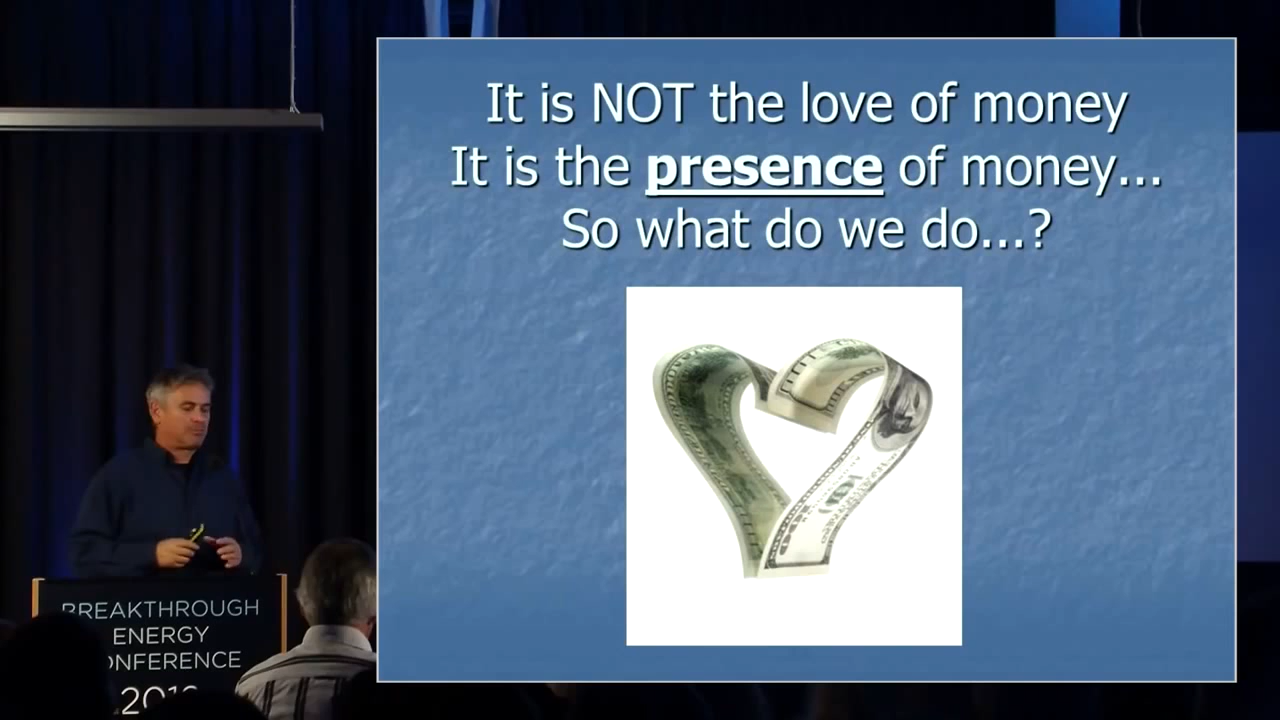 It is NOT the love of money
It is the presence of money...
So what do we do...?
BREAKTHROUGH
ENERGY
CONFERENCE